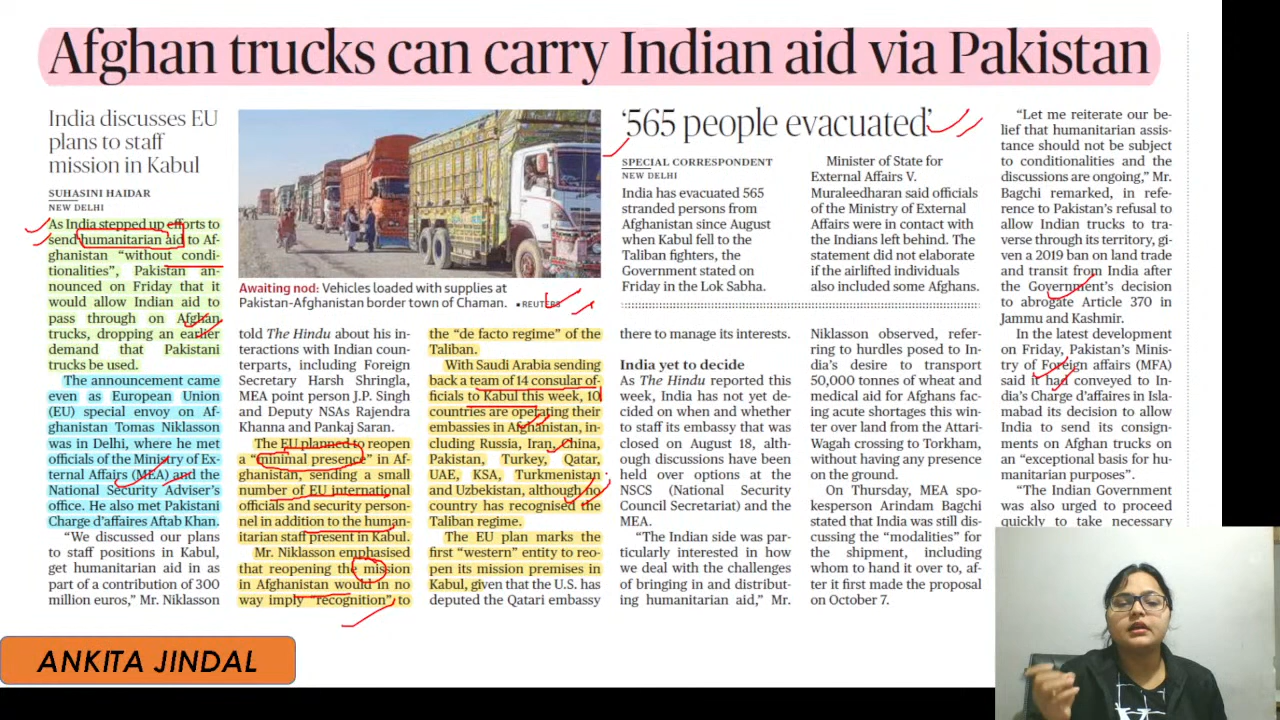 Afghan trucks can carry Indian aid via Pakistan
India discusses EU
plans to staff
mission in Kabul
SUHASINI HAIDAR
NEW DELHI
As India stepped up efforts to
send humanitarian aid to Af-
ghanistan “without condi-
tionalities”, Pakistan an-
nounced on Friday that it
would allow Indian aid to
pass through on Afghan
trucks, dropping an earlier
demand that Pakistani
trucks be used.
The announcement came
even as European Union
(EU) special envoy on Af-
ghanistan Tomas Niklasson
was in Delhi, where he met
officials of the Ministry of Ex-
ternal Affairs (MEA) and the
National Security Adviser’s
office. He also met Pakistani
Charge d’affaires Aftab Khan.
“We discussed our plans
to staff positions in Kabul,
get humanitarian aid in as
part of a contribution of 300
million euros,” Mr. Niklasson
Awaiting nod: Vehicles loaded with supplies at
Pakistan-Afghanistan border town of Chaman. • REUTERS
told The Hindu about his in-
teractions with Indian coun-
terparts, including Foreign
Secretary Harsh Shringla,
MEA point person J.P. Singh
and Deputy NSAs Rajendra
Khanna and Pankaj Saran.
The EU planned to reopen
a “minimal presence” in Af-
ghanistan, sending a small
number of EU international
officials and security person-
nel in addition to the human-
itarian staff present in Kabul.
Mr. Niklasson emphasised
that reopening the mission
in Afghanistan would in no
way imply “recognition” to
the “de facto regime” of the
Taliban.
With Saudi Arabia sending
back a team of 14 consular of-
ficials to Kabul this week, 10
countries are operating their
embassies in Afghanistan, in-
cluding Russia, Iran, China,
Pakistan, Turkey, Qatar,
UAE, KSA, Turkmenistan
and Uzbekistan, although no
country has recognised the
Taliban regime.
The EU plan marks the
first “western” entity to reo-
pen its mission premises in
Kabul, given that the U.S. has
deputed the Qatari embassy
‘565 people evacuated’
SPECIAL CORRESPONDENT
NEW DELHI
India has evacuated 565
stranded persons from
Afghanistan since August
when Kabul fell to the
Taliban fighters, the
Government stated on
Friday in the Lok Sabha.
Minister of State for
External Affairs V.
Muraleedharan said officials
of the Ministry of External
Affairs were in contact with
the Indians left behind. The
statement did not elaborate
if the airlifted individuals
also included some Afghans.
there to manage its interests.
India yet to decide
As The Hindu reported this
week, India has not yet de-
cided on when and whether
to staff its embassy that was
closed on August 18, alth-
ough discussions have been
held over options at the
NSCS (National Security
Council Secretariat) and the
MEA.
“The Indian side was par-
ticularly interested in how
we deal with the challenges
of bringing in and distribut-
ing humanitarian aid,” Mr.
Niklasson observed, refer-
ring to hurdles posed to In-
dia’s desire to transport
50,000 tonnes of wheat and
medical aid for Afghans fac-
ing acute shortages this win-
ter over land from the Attari-
Wagah crossing to Torkham,
without having any presence
on the ground.
On Thursday, MEA spo-
kesperson Arindam Bagchi
stated that India was still dis-
cussing the “modalities” for
the shipment, including
whom to hand it over to, af-
ter it first made the proposal
on October 7.
“Let me reiterate our be-
lief that humanitarian assis-
tance should not be subject
to conditionalities and the
discussions are ongoing,” Mr.
Bagchi remarked, in refe-
rence to Pakistan’s refusal to
allow Indian trucks to tra-
verse through its territory, gi-
ven a 2019 ban on land trade
and transit from India after
the Government’s decision
to abrogate Article 370 in
Jammu and Kashmir.
In the latest development
on Friday, Pakistan’s Minis-
try of Foreign affairs (MFA)
said it had conveyed to In-
dia’s Charge d’affaires in Isla-
mabad its decision to allow
India to send its consign-
ments on Afghan trucks on
an “exceptional basis for hu-
manitarian purposes”.
“The Indian Government
was also urged to proceed
quickly to take necessary
ANKITA JINDAL